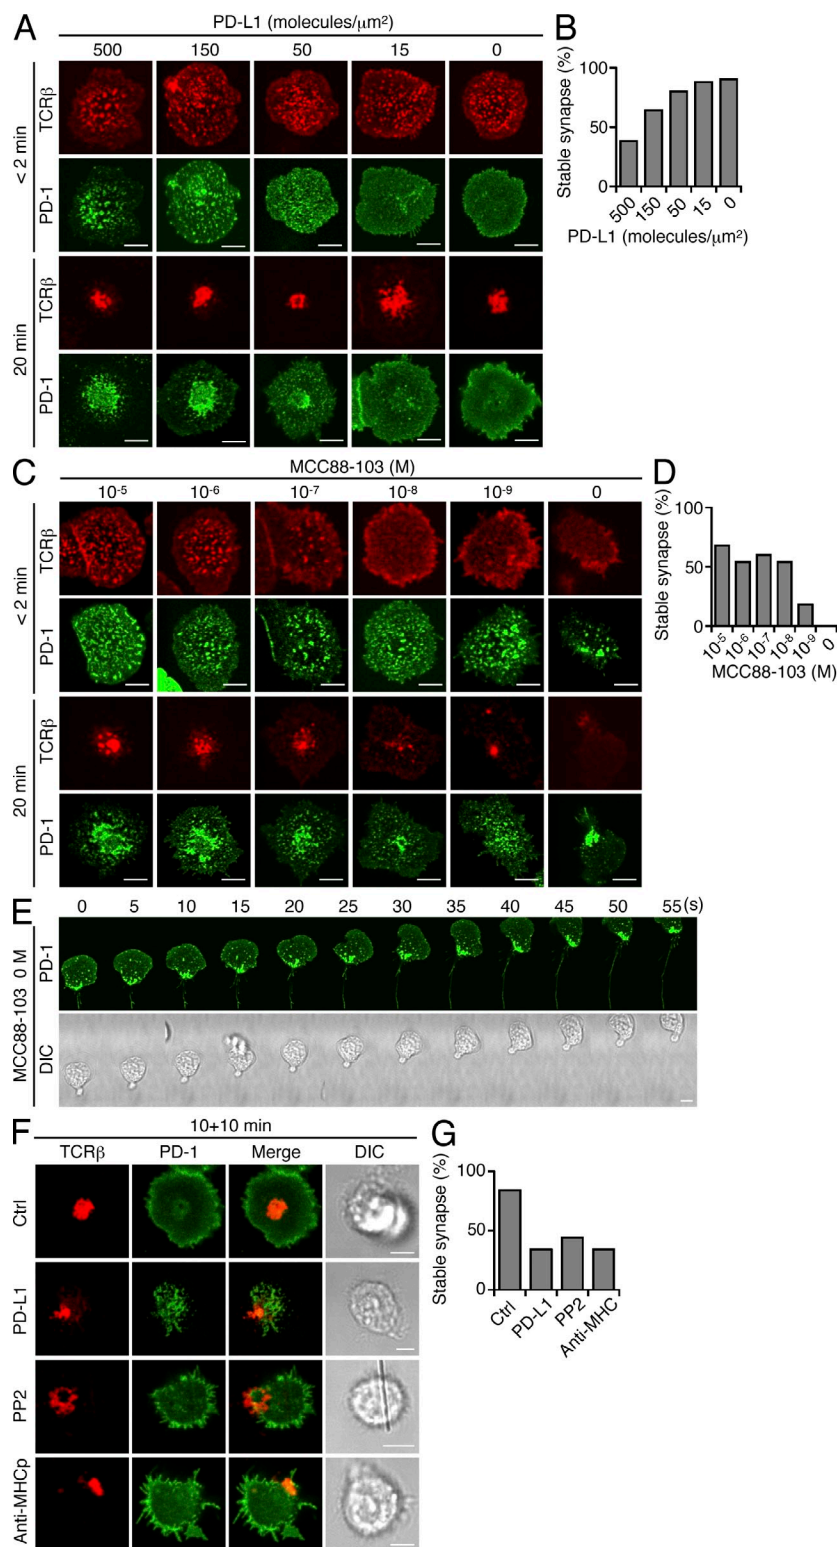 A
PD-L1 (molecules/μm²)
500 150 50 15 0
< 2 min
TCRβ
PD-1
20 min
TCRβ
PD-1
B
Stable synapse (%)
100
50
0
500 150 50 15 0
PD-L1 (molecules/μm²)
C
MCC88-103 (M)
10⁻⁵ 10⁻⁶ 10⁻⁷ 10⁻⁸ 10⁻⁹ 0
< 2 min
TCRβ
PD-1
20 min
TCRβ
PD-1
D
Stable synapse (%)
100
50
0
10⁻⁵ 10⁻⁶ 10⁻⁷ 10⁻⁸ 10⁻⁹ 0
MCC88-103 (M)
E
0 5 10 15 20 25 30 35 40 45 50 55 (s)
MCC88-103 0 M
PD-1
DIC
F
10+10 min
TCRβ PD-1 Merge DIC
Ctrl
PD-L1
PP2
Anti-MHCp
G
Stable synapse (%)
100
50
0
Ctrl PD-L1 PP2 Anti-MHC